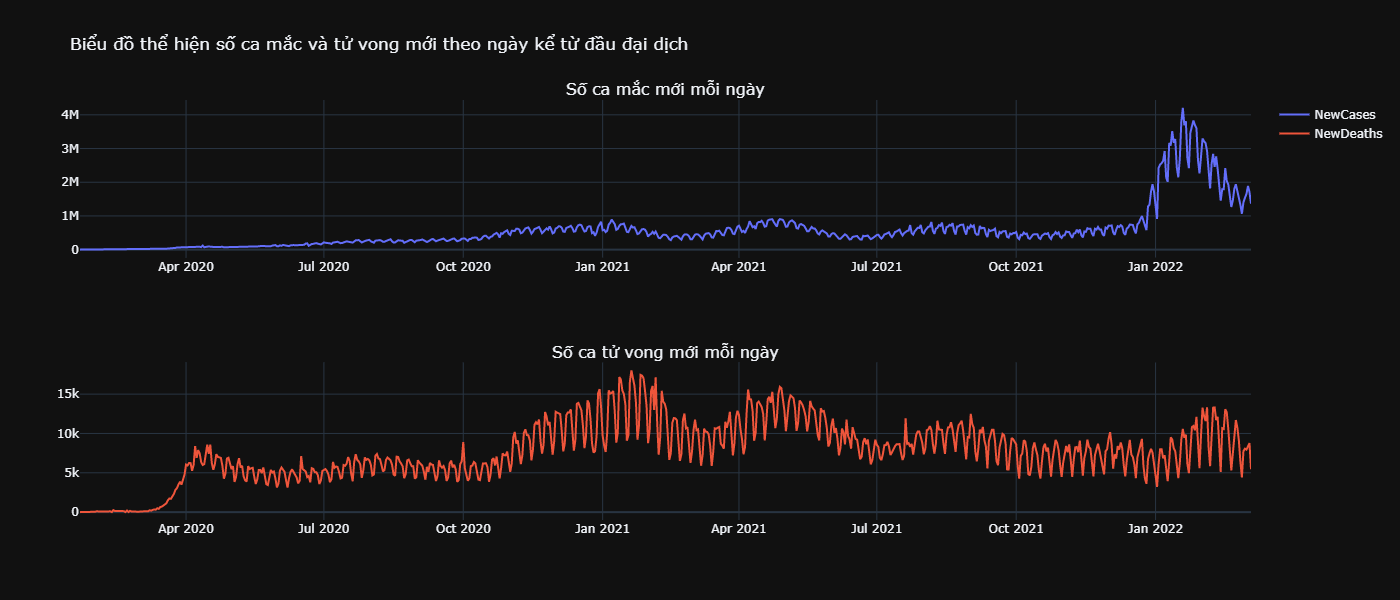 Biểu đồ thể hiện số ca mắc và tử vong mới theo ngày kể từ đầu đại dịch
Số ca mắc mới mỗi ngày
4M
3M
2M
1M
0
Apr 2020 Jul 2020 Oct 2020 Jan 2021 Apr 2021 Jul 2021 Oct 2021 Jan 2022
NewCases
NewDeaths
Số ca tử vong mới mỗi ngày
15k
10k
5k
0
Apr 2020 Jul 2020 Oct 2020 Jan 2021 Apr 2021 Jul 2021 Oct 2021 Jan 2022